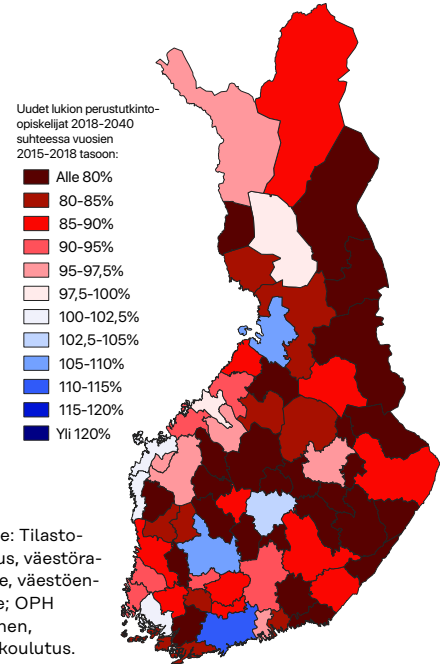 Uudet lukion perustutkinto-
opiskelijat 2018-2040
suhteessa vuosien
2015-2018 tasoon:
Alle 80%
80-85%
85-90%
90-95%
95-97,5%
97,5-100%
100-102,5%
102,5-105%
105-110%
110-115%
115-120%
Yli 120%
e: Tilasto-
us, väestöra-
e, väestöen-
e; OPH
nen,
koulutus.